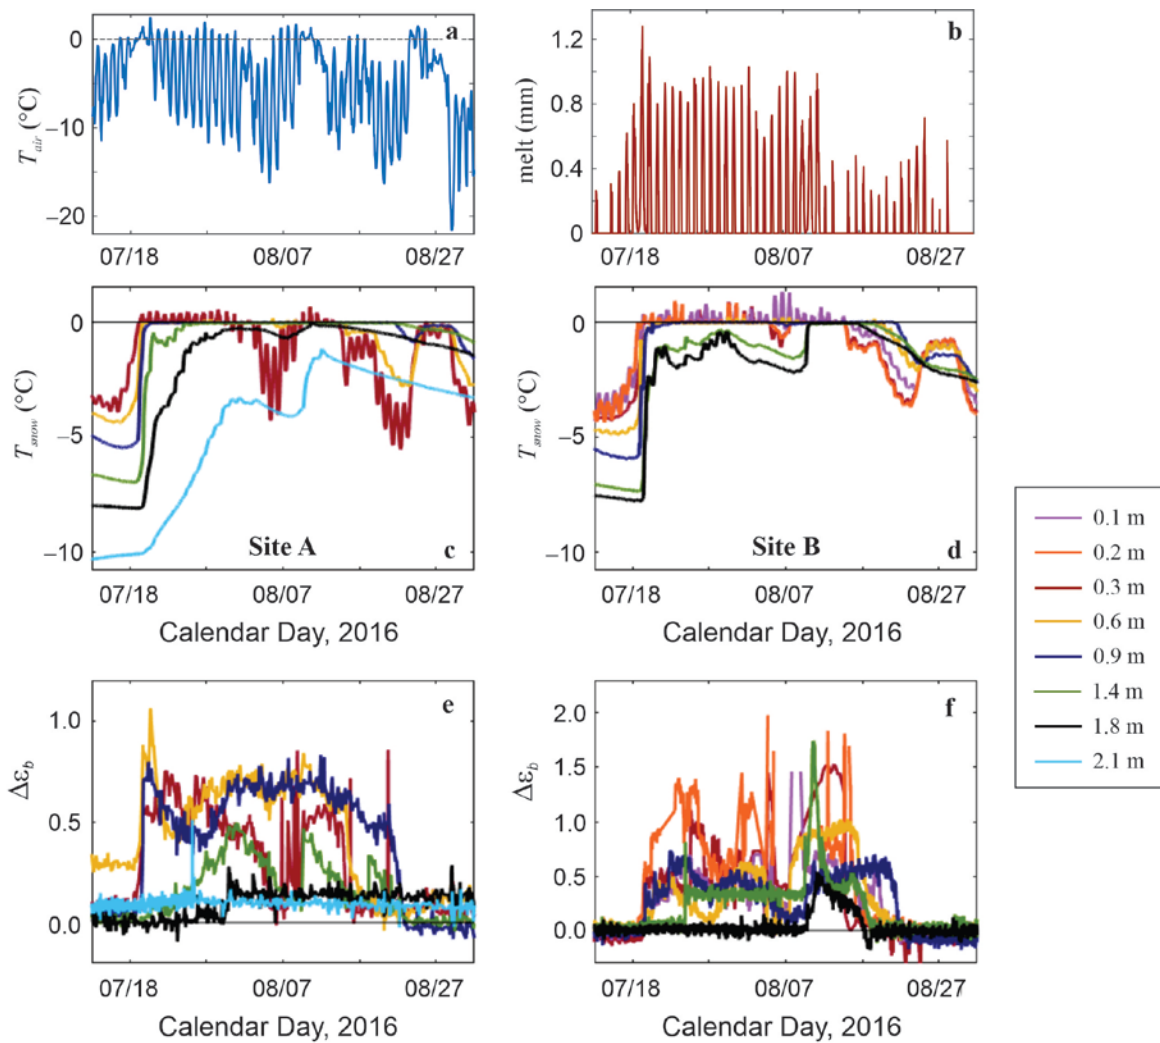 a
0
−10
−20
T_air (°C)
07/18 08/07 08/27
b
1.2
0.8
0.4
0
melt (mm)
07/18 08/07 08/27
0
−5
−10
T_snow (°C)
Site A c
07/18 08/07 08/27
Calendar Day, 2016
0
−5
−10
T_snow (°C)
Site B d
07/18 08/07 08/27
Calendar Day, 2016
0.1 m
0.2 m
0.3 m
0.6 m
0.9 m
1.4 m
1.8 m
2.1 m
e
1.0
0.5
0.0
Δε_b
07/18 08/07 08/27
Calendar Day, 2016
f
2.0
1.5
1.0
0.5
0.0
Δε_b
07/18 08/07 08/27
Calendar Day, 2016